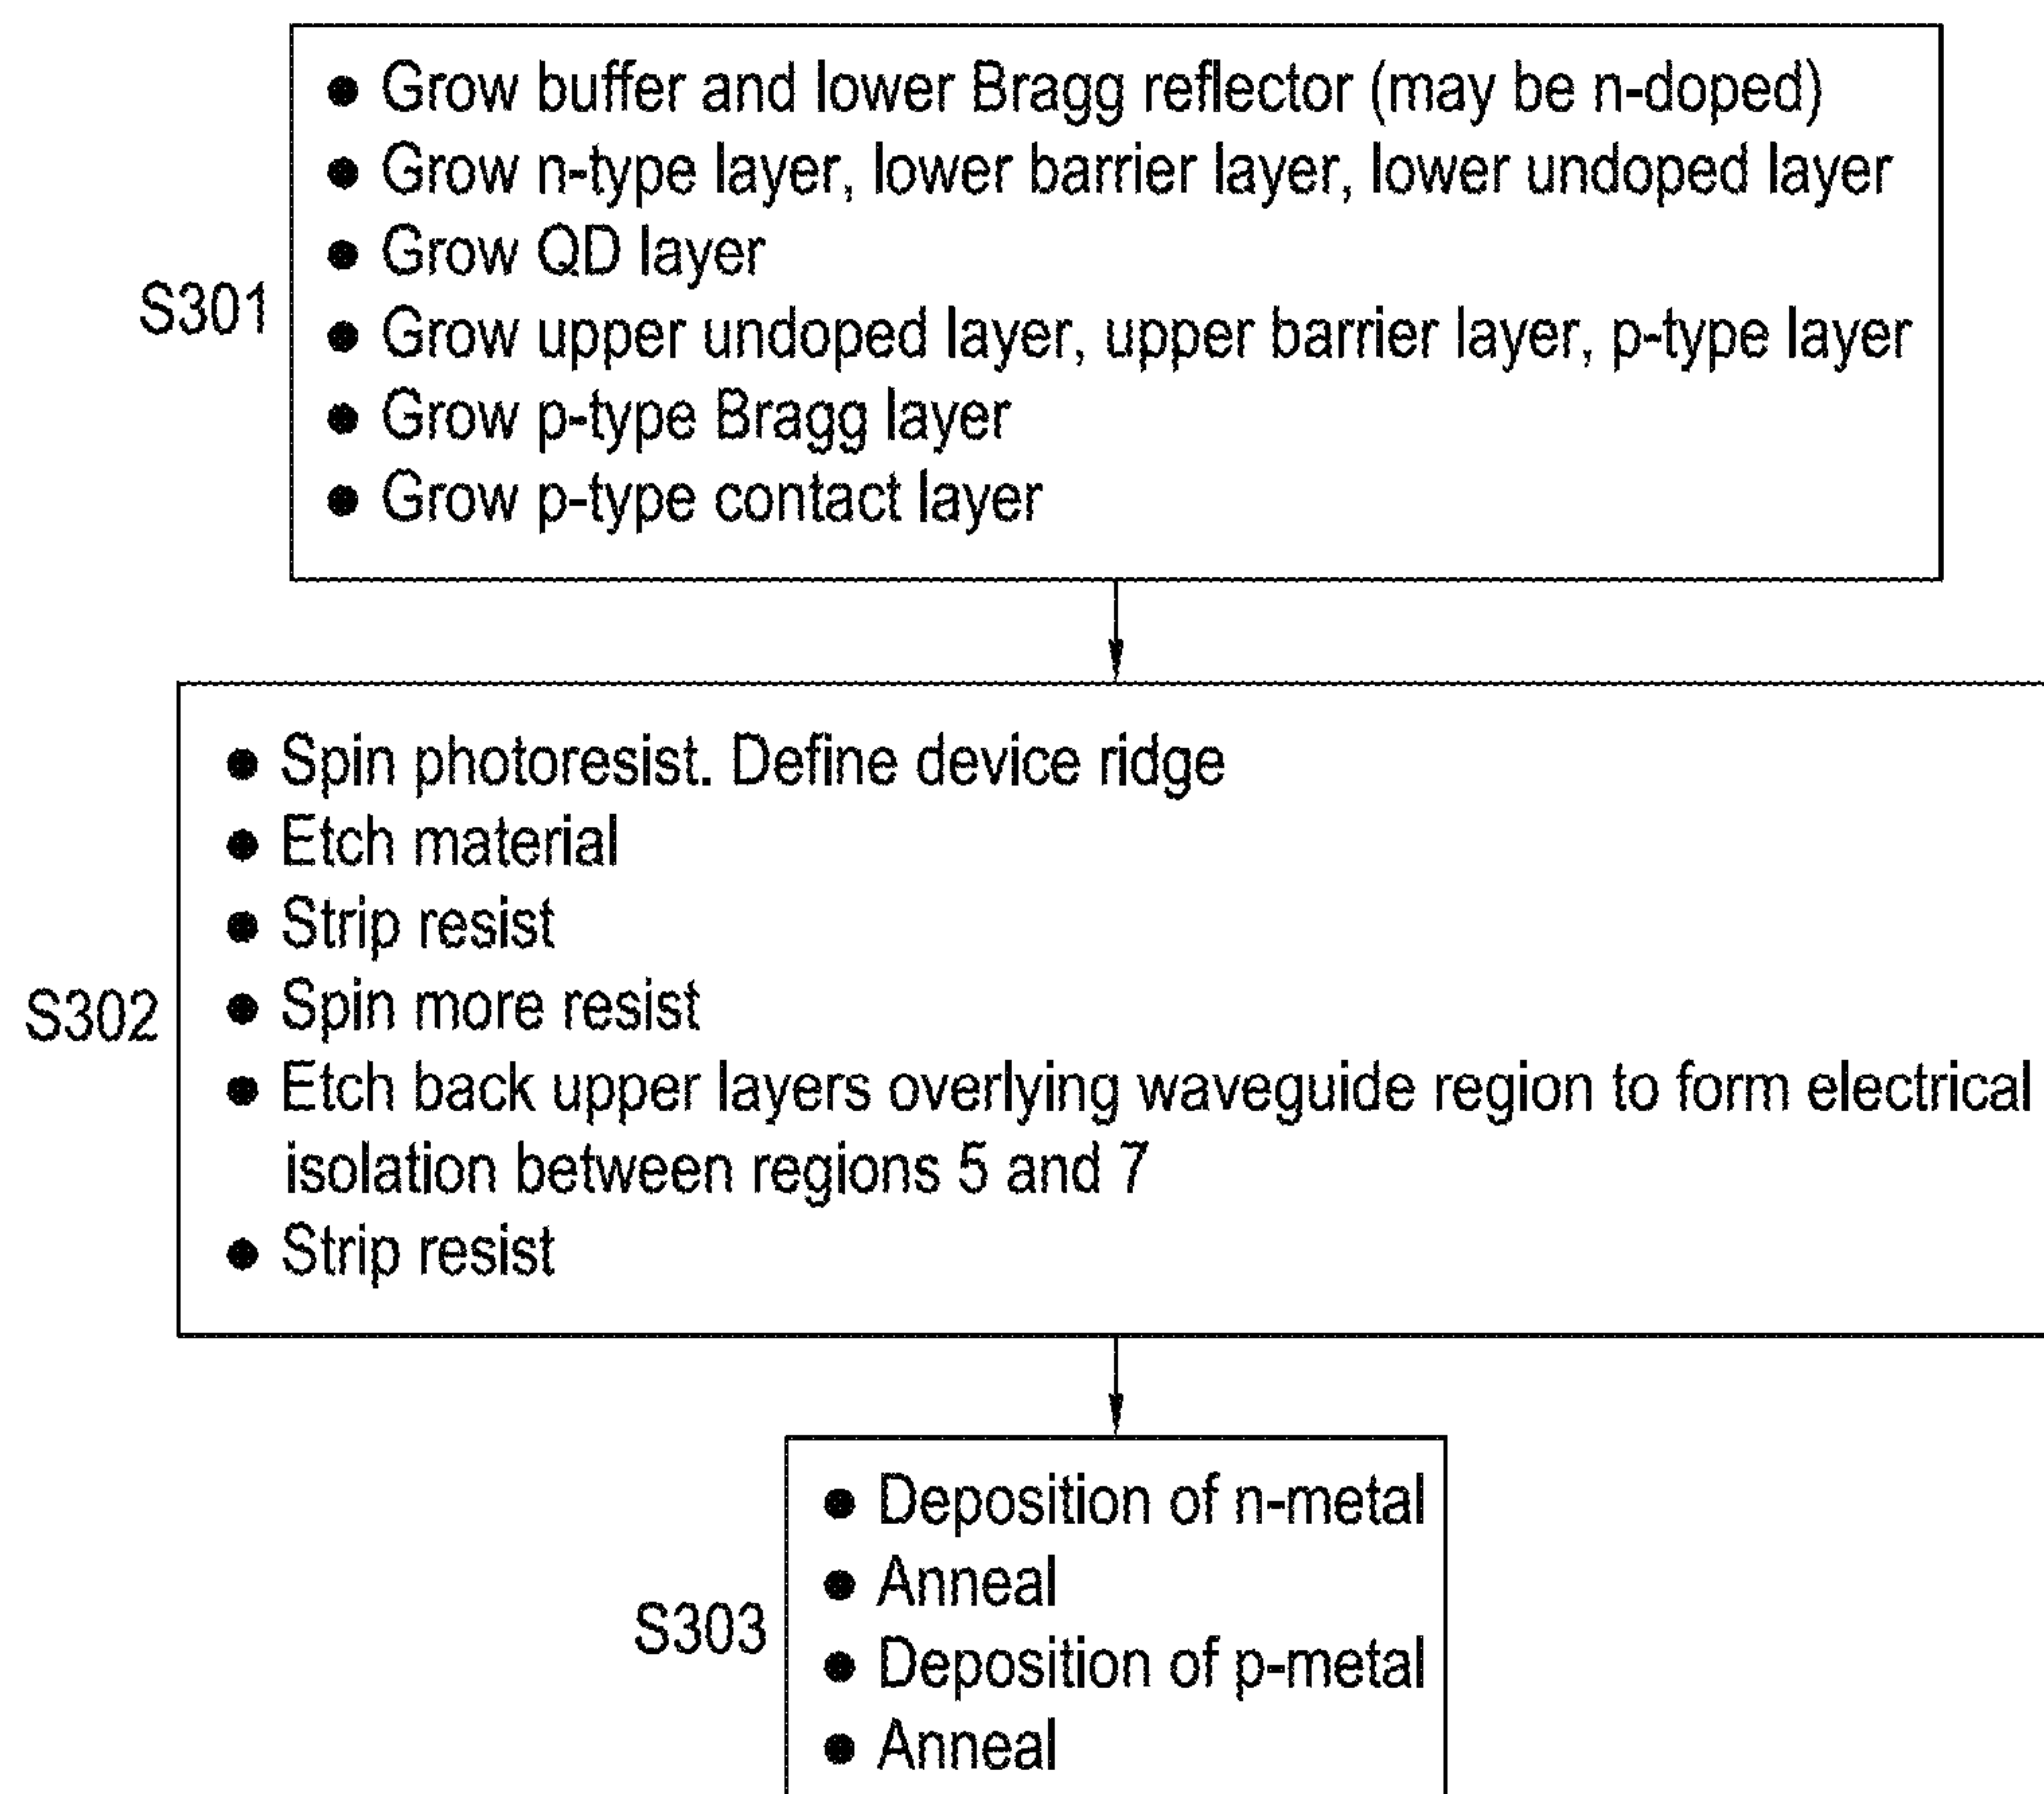 ● Grow buffer and lower Bragg reflector (may be n-doped)
● Grow n-type layer, lower barrier layer, lower undoped layer
● Grow QD layer
S301
● Grow upper undoped layer, upper barrier layer, p-type layer
● Grow p-type Bragg layer
● Grow p-type contact layer
● Spin photoresist. Define device ridge
● Etch material
● Strip resist
S302
● Spin more resist
● Etch back upper layers overlying waveguide region to form electrical
isolation between regions 5 and 7
● Strip resist
● Deposition of n-metal
● Anneal
S303
● Deposition of p-metal
● Anneal